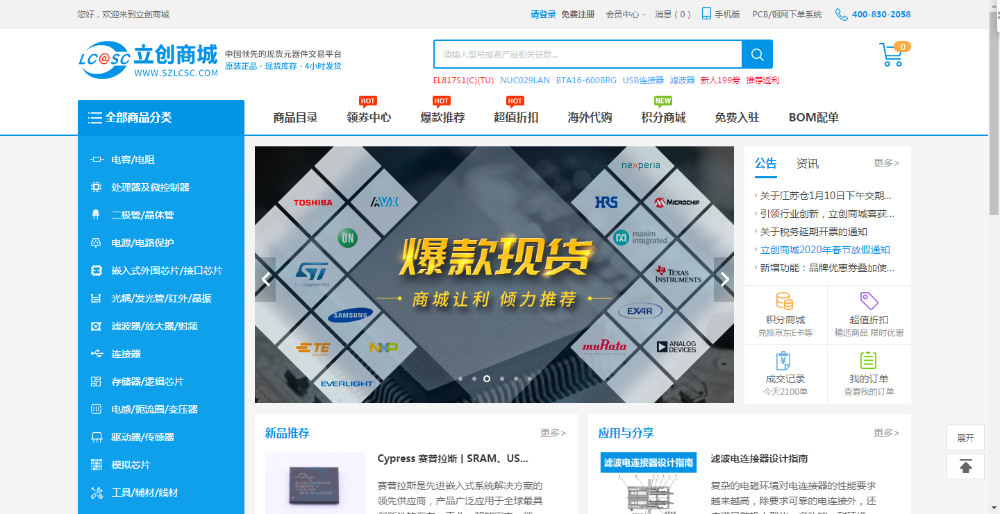 您好，欢迎来到立创商城
请登录 免费注册 会员中心 消息（0） 手机版 PCB/钢网下单系统 400-830-2058
LC@SC 立创商城
WWW.SZLCSC.COM
中国领先的现货元器件交易平台
原装正品·现货库存·4小时发货
请输入型号或者产品相关信息...
0
EL817S1(C)(TU) NUC029LAN BTA16-600BRG USB连接器 滤波器 新人199券 推荐返利
HOT HOT HOT NEW
全部商品分类 商品目录 领券中心 爆款推荐 超值折扣 海外代购 积分商城 免费入驻 BOM配单
电容/电阻
处理器及微控制器
二极管/晶体管
电源/电路保护
嵌入式外围芯片/接口芯片
光耦/发光管/红外/晶振
滤波器/放大器/射频
连接器
存储器/逻辑芯片
电感/扼流圈/变压器
驱动器/传感器
模拟芯片
工具/辅材/线材
nexperia
TOSHIBA
AVX
HRS
MICROCHIP
ON
maxim
integrated.
ST
augmented
TEXAS
INSTRUMENTS
爆款现货
商城让利 倾力推荐
SAMSUNG
EXAR
TE
NXP
muRata
ANALOG
DEVICES
EVERLIGHT
公告 资讯 更多>
关于江苏仓1月10日下午交期...
引领行业创新，立创商城喜获...
关于税务延期开票的通知
立创商城2020年春节放假通知
新增功能：品牌优惠券叠加使...
积分商城
兑换京东E卡等
超值折扣
精选商品 限时优惠
成交记录
今天2100单
我的订单
查看我的订单
新品推荐 更多>
Cypress 赛普拉斯 | SRAM、US...
赛普拉斯是先进嵌入式系统解决方案的
领先供应商，产品广泛应用于全球最具
应用与分享 更多>
滤波电连接器设计指南
滤波电连接器设计指南
复杂的电磁环境对电连接器的性能要求
越来越高，除要求可靠的电连接外，还
展开